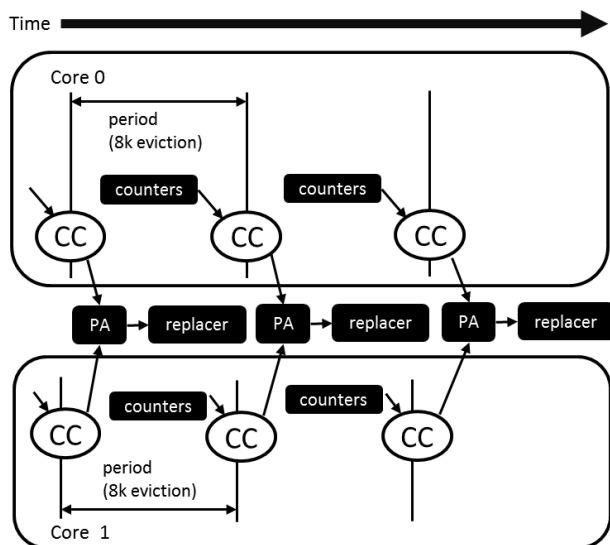 Time
Core 0
period
(8k eviction)
counters
counters
CC
CC
CC
PA
replacer
PA
replacer
PA
replacer
counters
counters
CC
CC
CC
period
(8k eviction)
Core 1